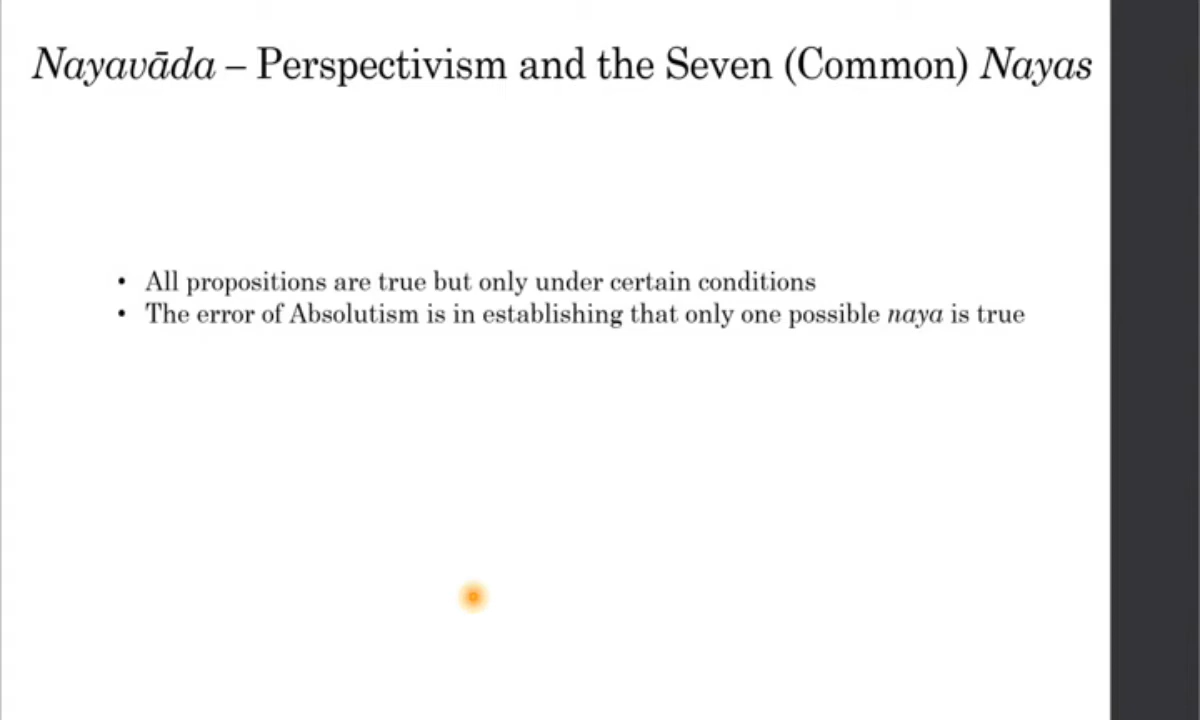 Nayavāda – Perspectivism and the Seven (Common) Nayas
• All propositions are true but only under certain conditions
• The error of Absolutism is in establishing that only one possible naya is true